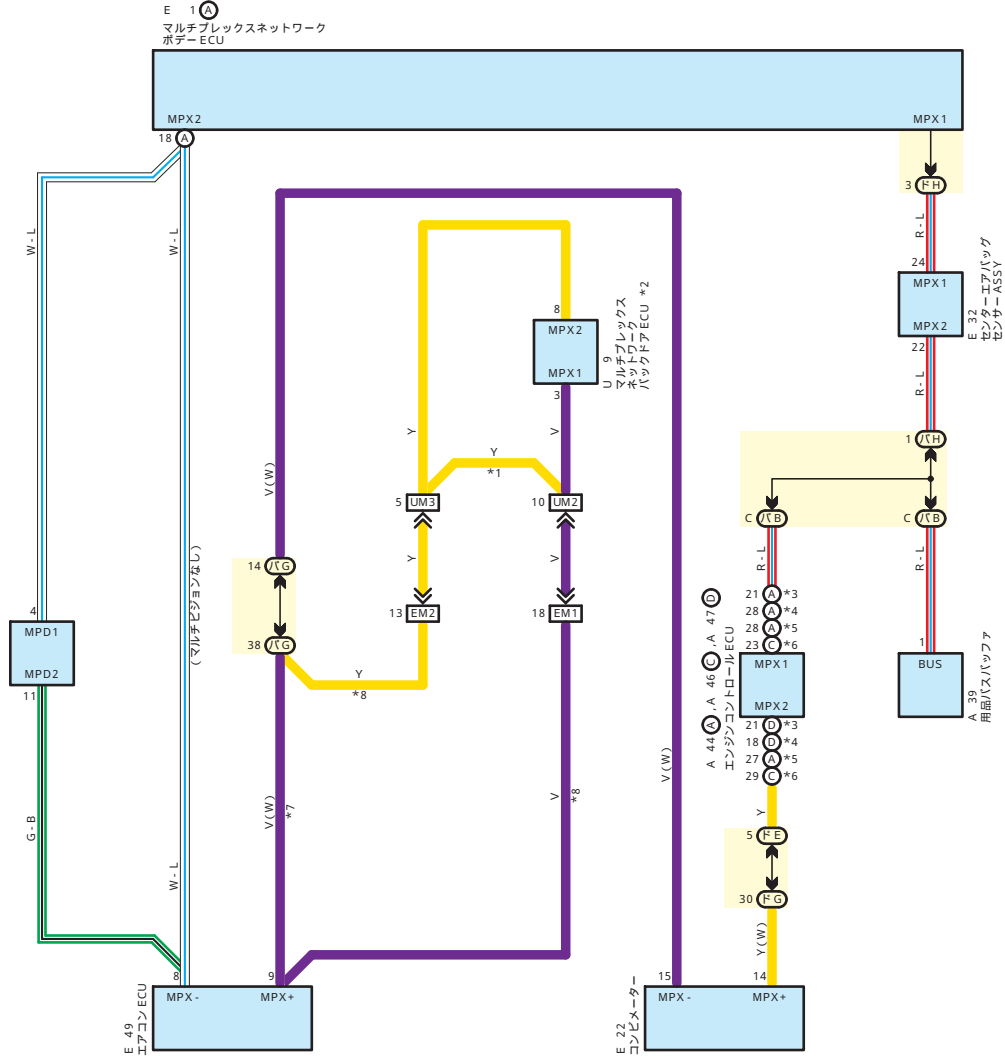 E 1 A
マルチプレックスネットワーク
ボデーECU
MPX2
MPX1
18 A
3 ドH
W-L
W-L
R-L
24
MPX1
MPX2
22
E 32
センターエアバッグ
センサーASSY
8
MPX2
MPX1
3
U 9
マルチプレックス
ネットワーク
バックドアECU *2
R-L
1 バH
Y
V
Y
*1
V(W)
5 UM3
10 UM2
C バB
C バB
Y
V
R-L
R-L
14 バG
(マルチビジョンなし)
13 EM2
18 EM1
38 バG
Y
*8
21 A *3
28 A *4
28 A *5
23 C *6
MPX1
MPX2
21 D *3
18 D *4
27 A *5
29 C *6
A 44 A ,A 46 C ,A 47 D
エンジンコントロールECU
1
BUS
A 39
用品バスバッファ
4
MPD1
MPD2
11
V(W)
V(W)
*7
V
*8
G-B
W-L
Y
5 ドE
30 ドG
Y(W)
8
9
MPX-
MPX+
E 49
エアコンECU
15
14
MPX-
MPX+
E 22
コンビメーター